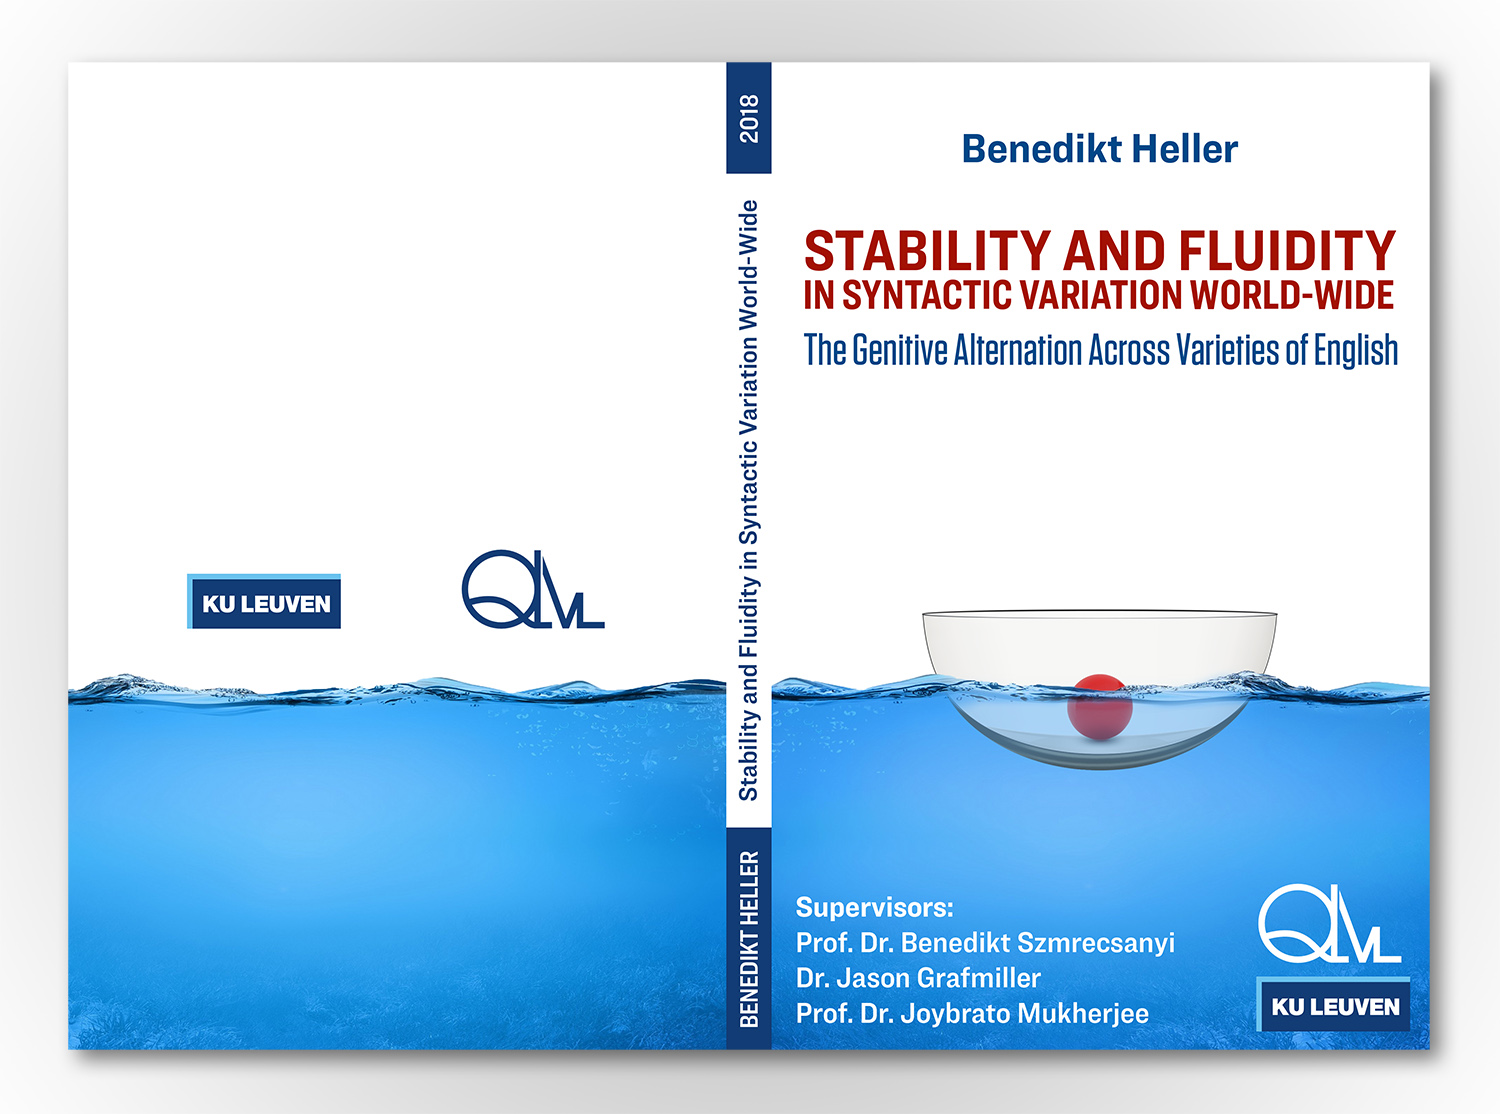 KU LEUVEN
QLVL
2018
Stability and Fluidity in Syntactic Variation World-Wide
BENEDIKT HELLER
Benedikt Heller
STABILITY AND FLUIDITY
IN SYNTACTIC VARIATION WORLD-WIDE
The Genitive Alternation Across Varieties of English
Supervisors:
Prof. Dr. Benedikt Szmrecsanyi
Dr. Jason Grafmiller
Prof. Dr. Joybrato Mukherjee
QLVL
KU LEUVEN